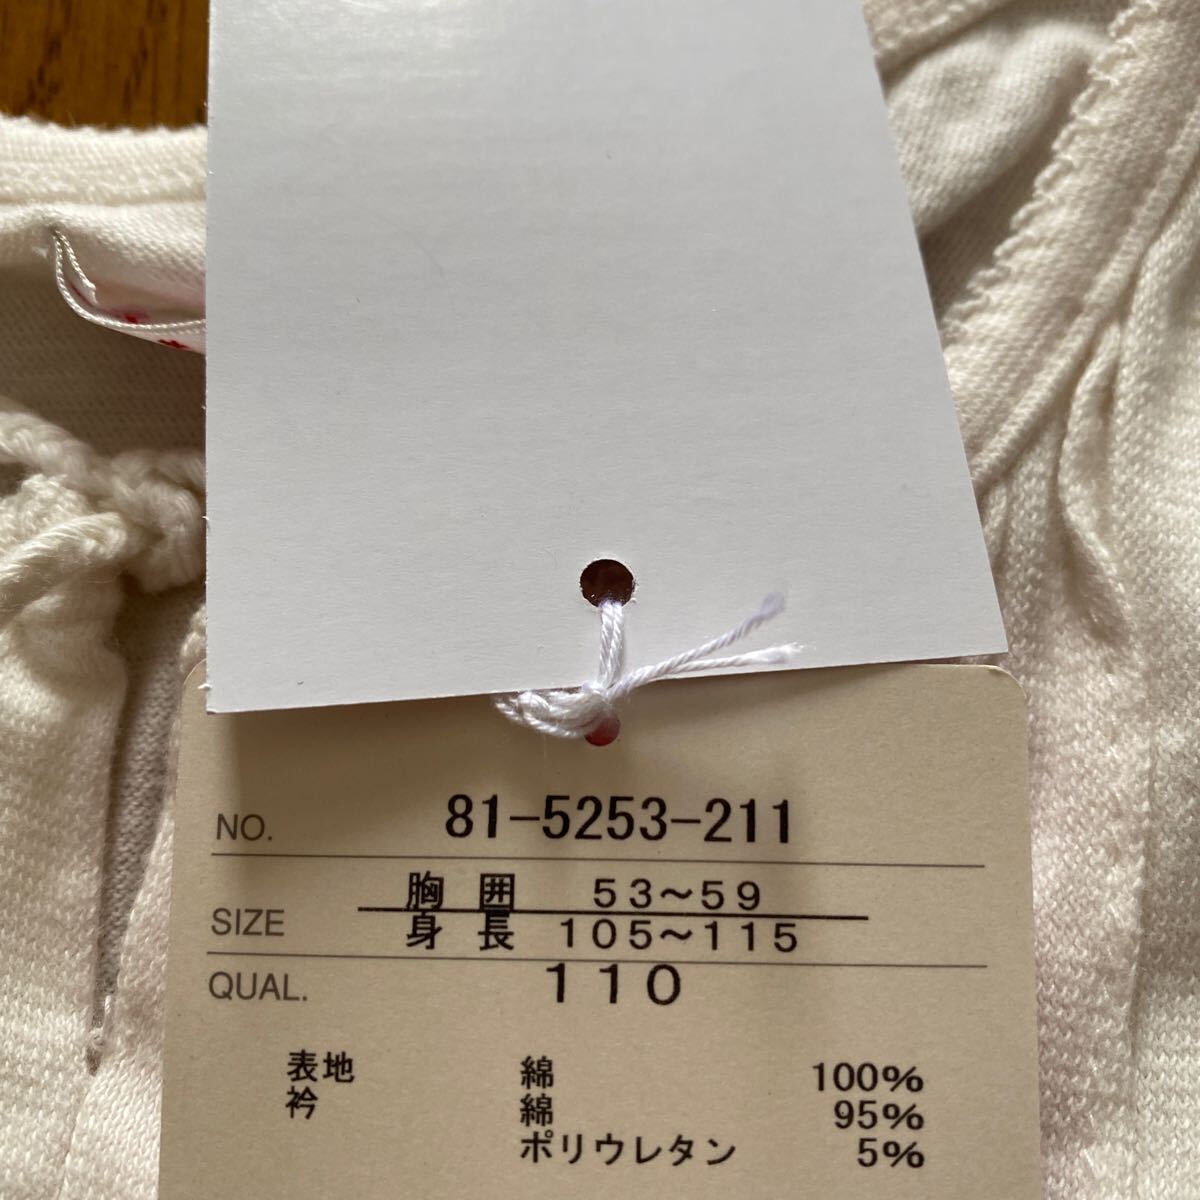 NO. 81-5253-211
胸囲 53~59
SIZE
身長 105~115
QUAL. 110
表地 綿 100%
衿 綿 95%
ポリウレタン 5%